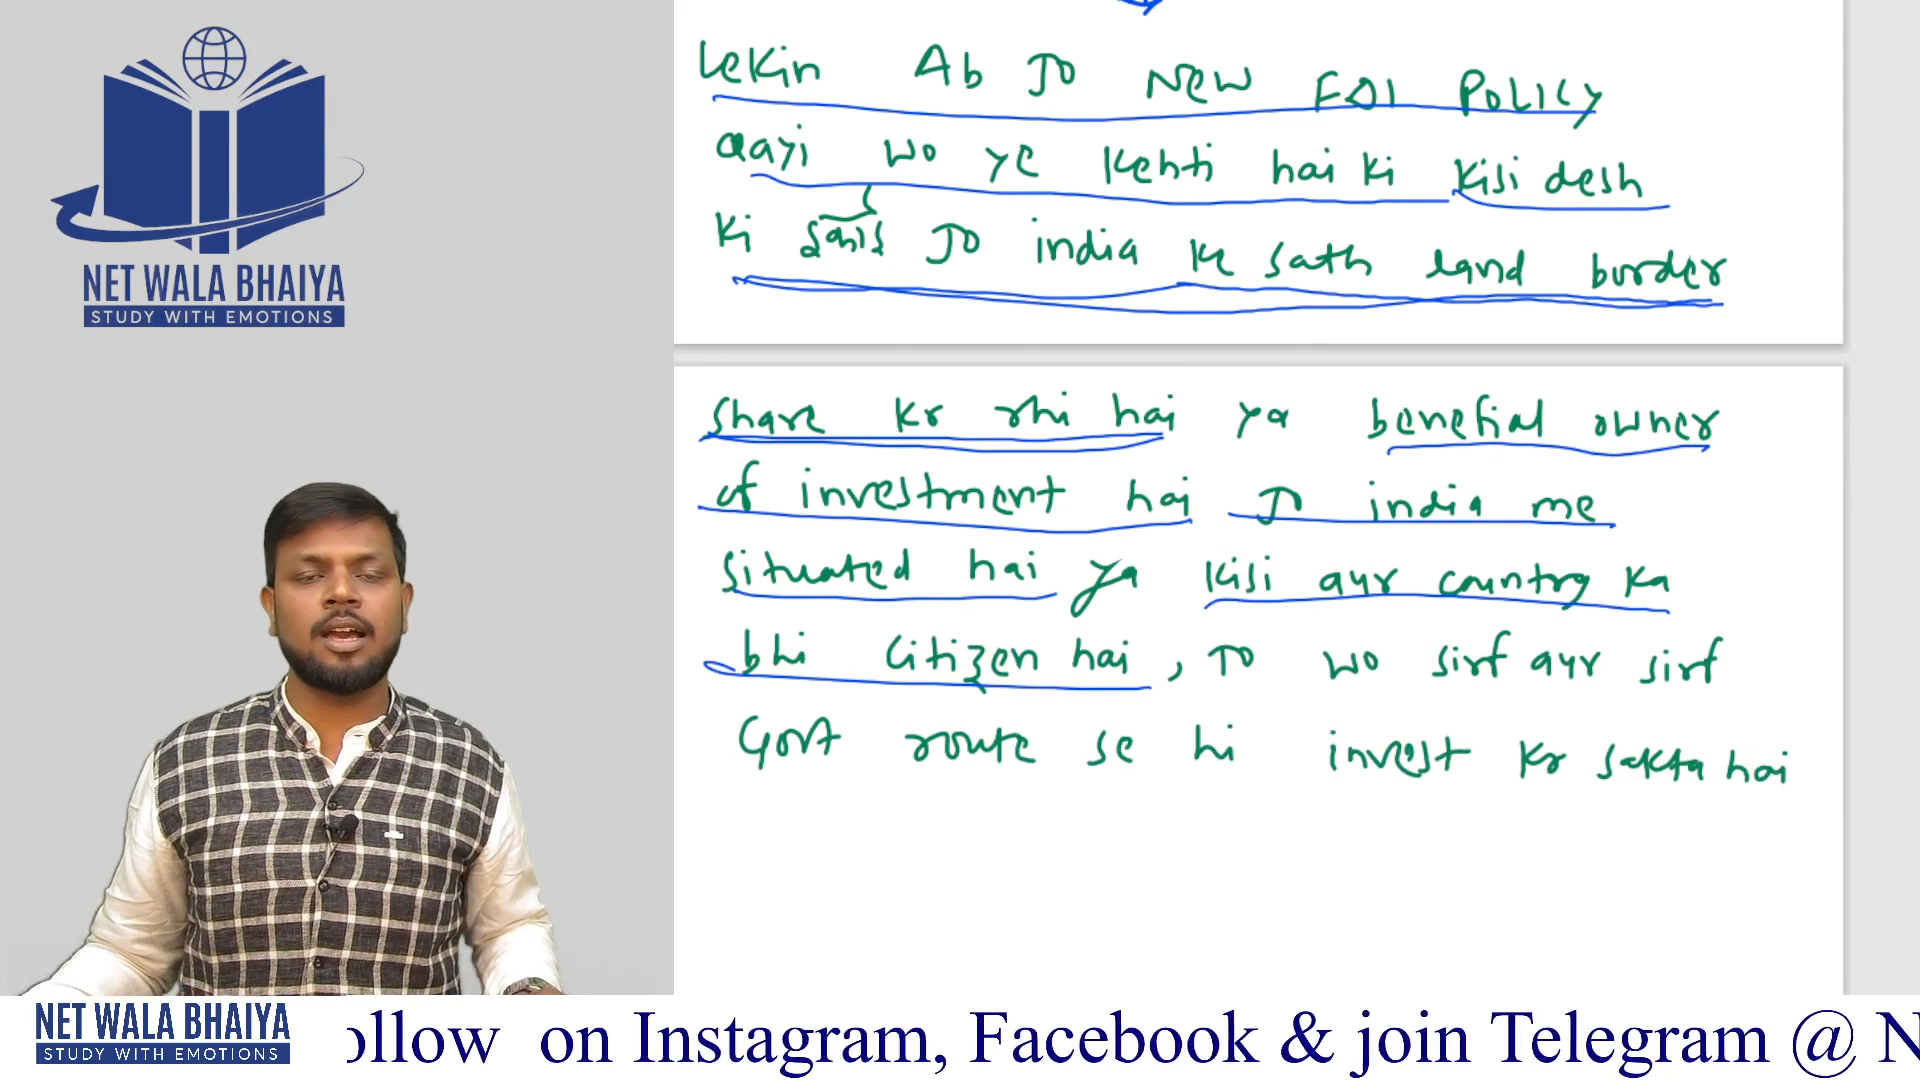 NET WALA BHAIYA
STUDY WITH EMOTIONS
Lekin Ab Jo New FDI Policy
aayi wo ye kehti hai ki kisi desh
ki इकाई Jo india ke sath land border
share kr rhi hai ya benefial owner
of investment hai Jo india me
situated hai ya kisi ayr country ka
bhi citizen hai, To wo sirf ayr sirf
Govt route se hi invest kr sakta hai
NET WALA BHAIYA
STUDY WITH EMOTIONS
ollow on Instagram, Facebook & join Telegram @ N